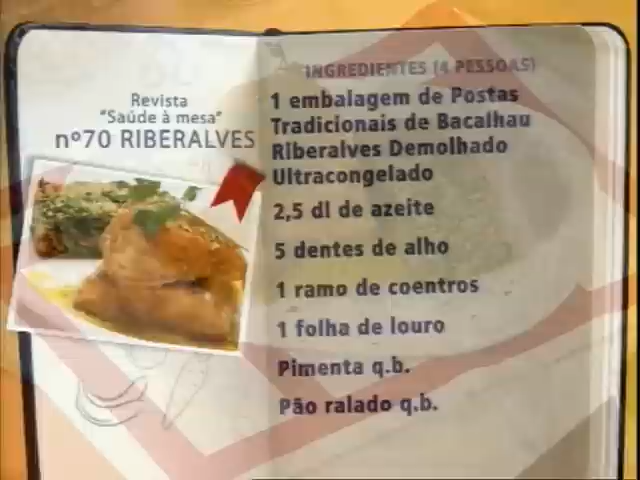 Revista
"Saúde à mesa"
nº70 RIBERALVES
INGREDIENTES (4 PESSOAS)
1 embalagem de Postas
Tradicionais de Bacalhau
Riberalves Demolhado
Ultracongelado
2,5 dl de azeite
5 dentes de alho
1 ramo de coentros
1 folha de louro
Pimenta q.b.
Pão ralado q.b.